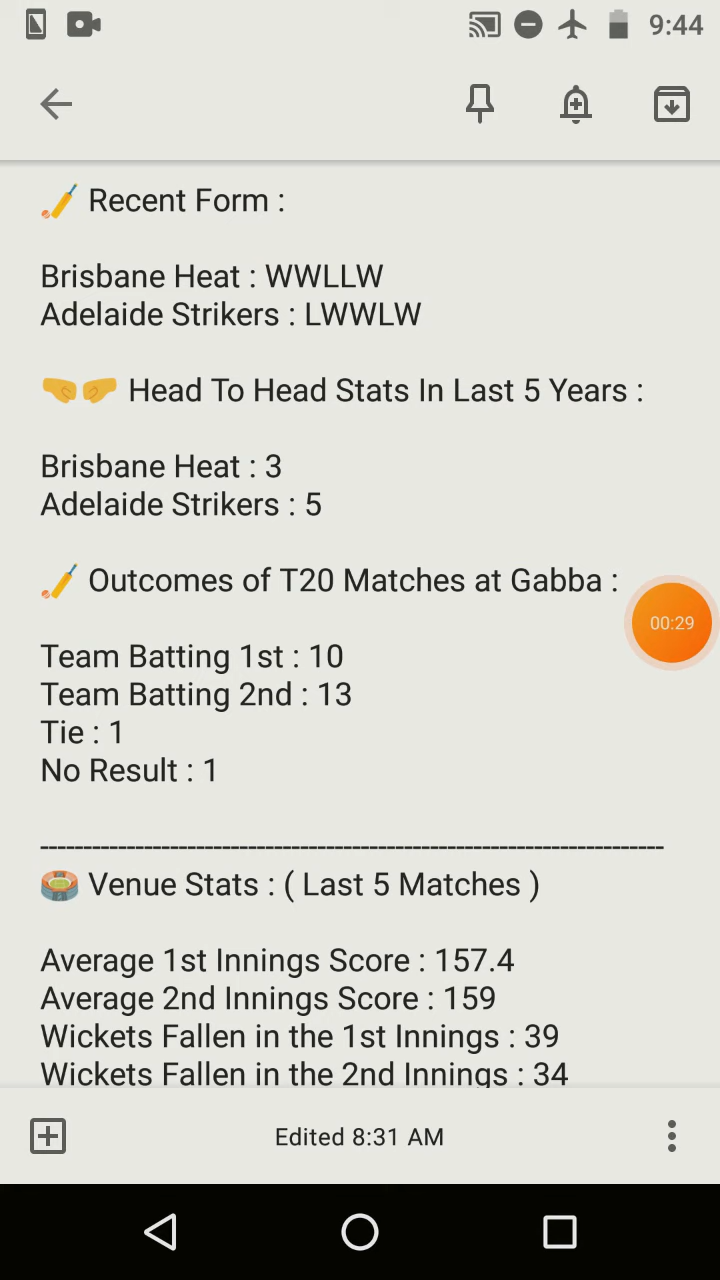 9:44
🏏 Recent Form :
Brisbane Heat : WWLLW
Adelaide Strikers : LWWLW
🤜🤛 Head To Head Stats In Last 5 Years :
Brisbane Heat : 3
Adelaide Strikers : 5
🏏 Outcomes of T20 Matches at Gabba :
00:29
Team Batting 1st : 10
Team Batting 2nd : 13
Tie : 1
No Result : 1
------------------------------------------------------------------------
🏟 Venue Stats : ( Last 5 Matches )
Average 1st Innings Score : 157.4
Average 2nd Innings Score : 159
Wickets Fallen in the 1st Innings : 39
Wickets Fallen in the 2nd Innings : 34
Edited 8:31 AM